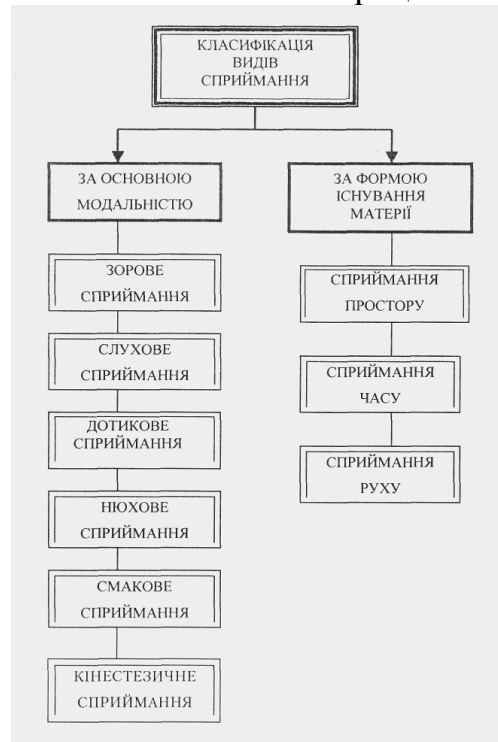 КЛАСИФІКАЦІЯ
ВИДІВ
СПРИЙМАННЯ
ЗА ОСНОВНОЮ
МОДАЛЬНІСТЮ
ЗОРОВЕ
СПРИЙМАННЯ
СЛУХОВЕ
СПРИЙМАННЯ
ДОТИКОВЕ
СПРИЙМАННЯ
НЮХОВЕ
СПРИЙМАННЯ
СМАКОВЕ
СПРИЙМАННЯ
КІНЕСТЕЗИЧНЕ
СПРИЙМАННЯ
ЗА ФОРМОЮ
ІСНУВАННЯ
МАТЕРІЇ
СПРИЙМАННЯ
ПРОСТОРУ
СПРИЙМАННЯ
ЧАСУ
СПРИЙМАННЯ
РУХУ